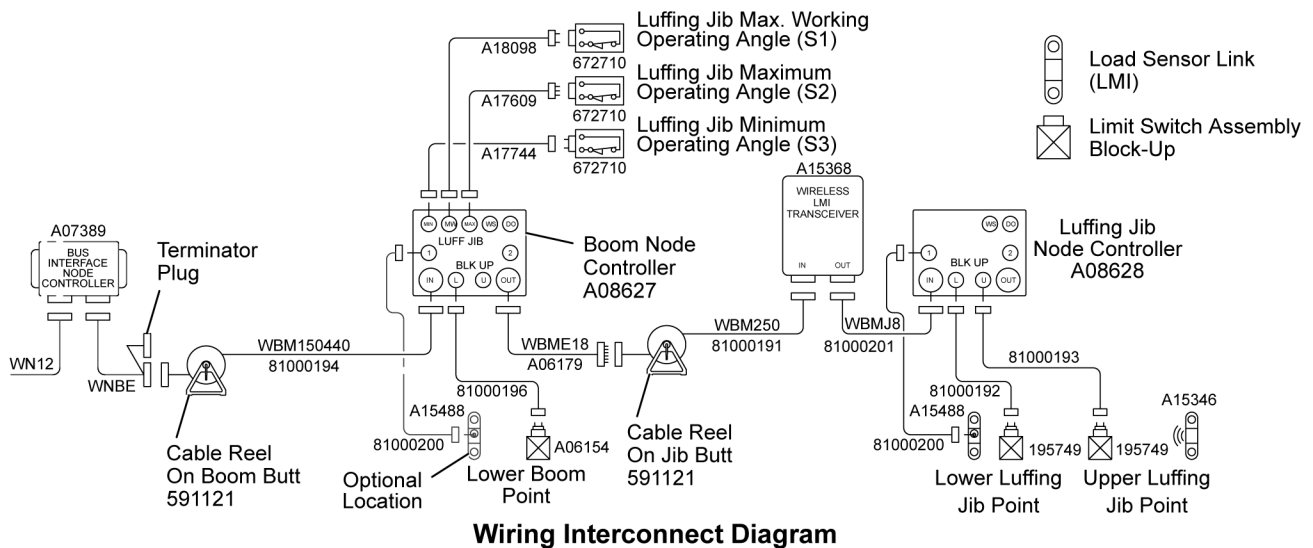 Luffing Jib Max. Working
Operating Angle (S1)
A18098
672710
Luffing Jib Maximum
Operating Angle (S2)
A17609
672710
Luffing Jib Minimum
Operating Angle (S3)
A17744
672710
Load Sensor Link
(LMI)
Limit Switch Assembly
Block-Up
A07389
BUS
INTERFACE
NODE
CONTROLLER
Terminator
Plug
MIN MW MAX WS DO
LUFF JIB
1 2
BLK UP
IN L U OUT
Boom Node
Controller
A08627
A15368
WIRELESS
LMI
TRANSCEIVER
IN OUT
WS DO
1 2
BLK UP
IN L U OUT
Luffing Jib
Node Controller
A08628
WN12
WNBE
WBM150440
81000194
WBME18
A06179
WBM250
81000191
WBMJ8
81000201
81000196
81000193
81000192
A15488
81000200
A06154
A15488
81000200
195749
195749
A15346
Cable Reel
On Boom Butt
591121
Optional
Location
Lower Boom
Point
Cable Reel
On Jib Butt
591121
Lower Luffing
Jib Point
Upper Luffing
Jib Point
Wiring Interconnect Diagram